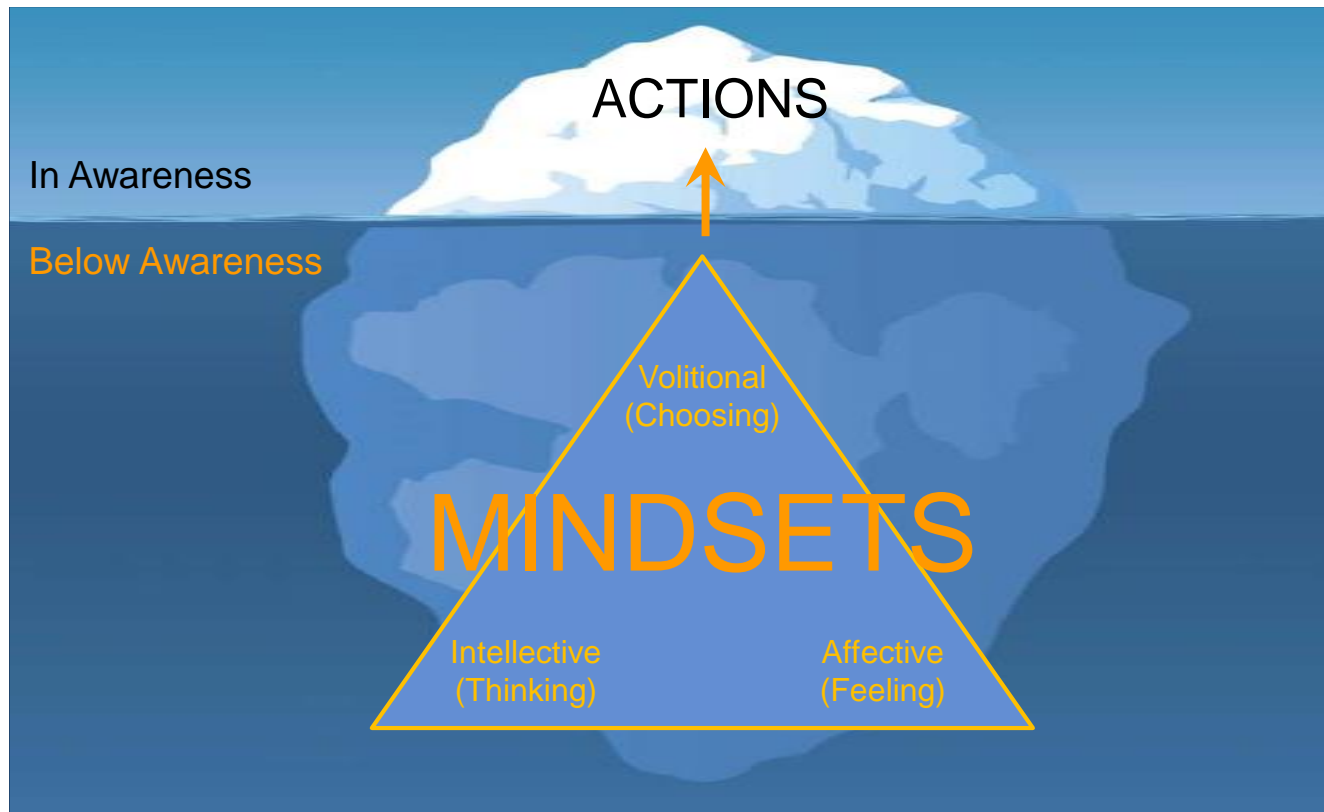 ACTIONS
In Awareness
Below Awareness
Volitional
(Choosing)
MINDSETS
Intellective
(Thinking)
Affective
(Feeling)